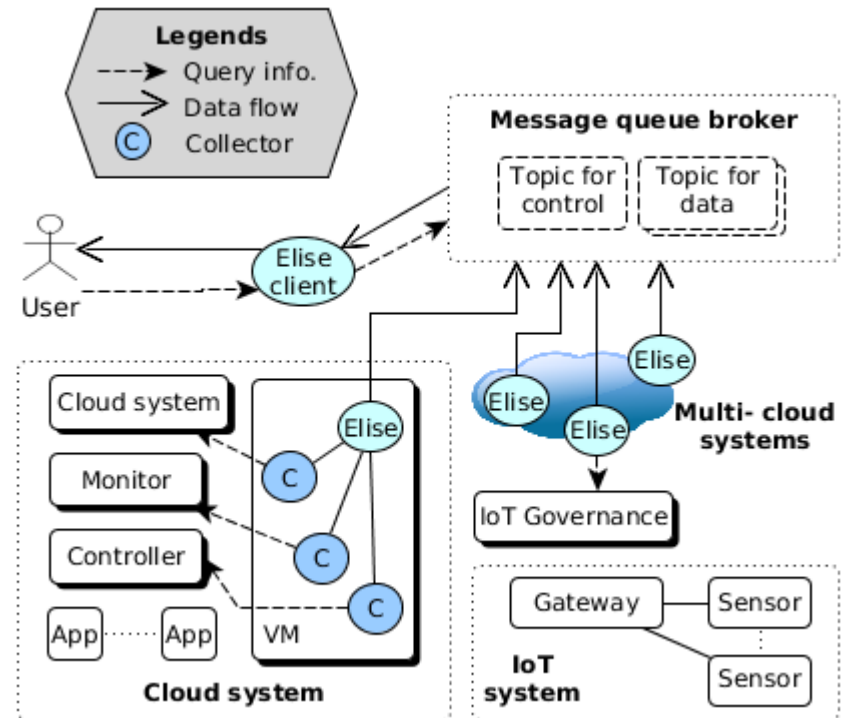 Legends
Query info.
Data flow
C
Collector
Message queue broker
Topic for
control
Topic for
data
User
Elise
client
Cloud system
Monitor
Controller
App
App
Elise
C
C
C
VM
Cloud system
Elise
Elise
Elise
Multi- cloud
systems
IoT Governance
Gateway
Sensor
Sensor
IoT
system